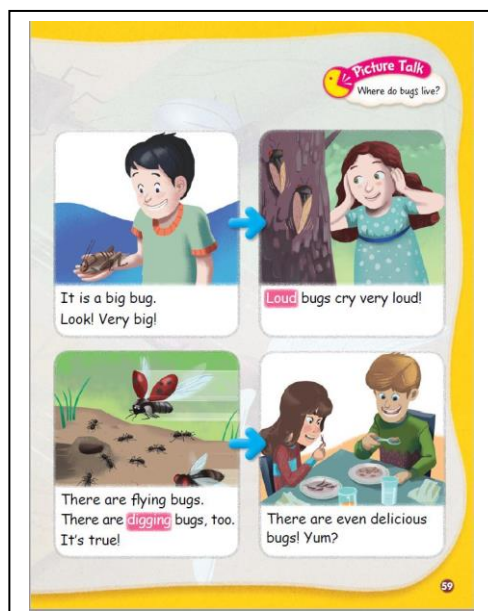 Picture Talk
Where do bugs live?
It is a big bug.
Look! Very big!
Loud bugs cry very loud!
There are flying bugs.
There are digging bugs, too.
It's true!
There are even delicious
bugs! Yum?
59